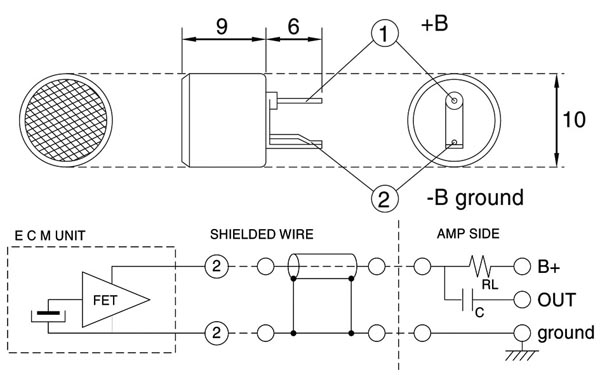 9
6
1
+B
10
2
-B ground
E C M UNIT
SHIELDED WIRE
AMP SIDE
2
B+
RL
FET
OUT
C
2
ground